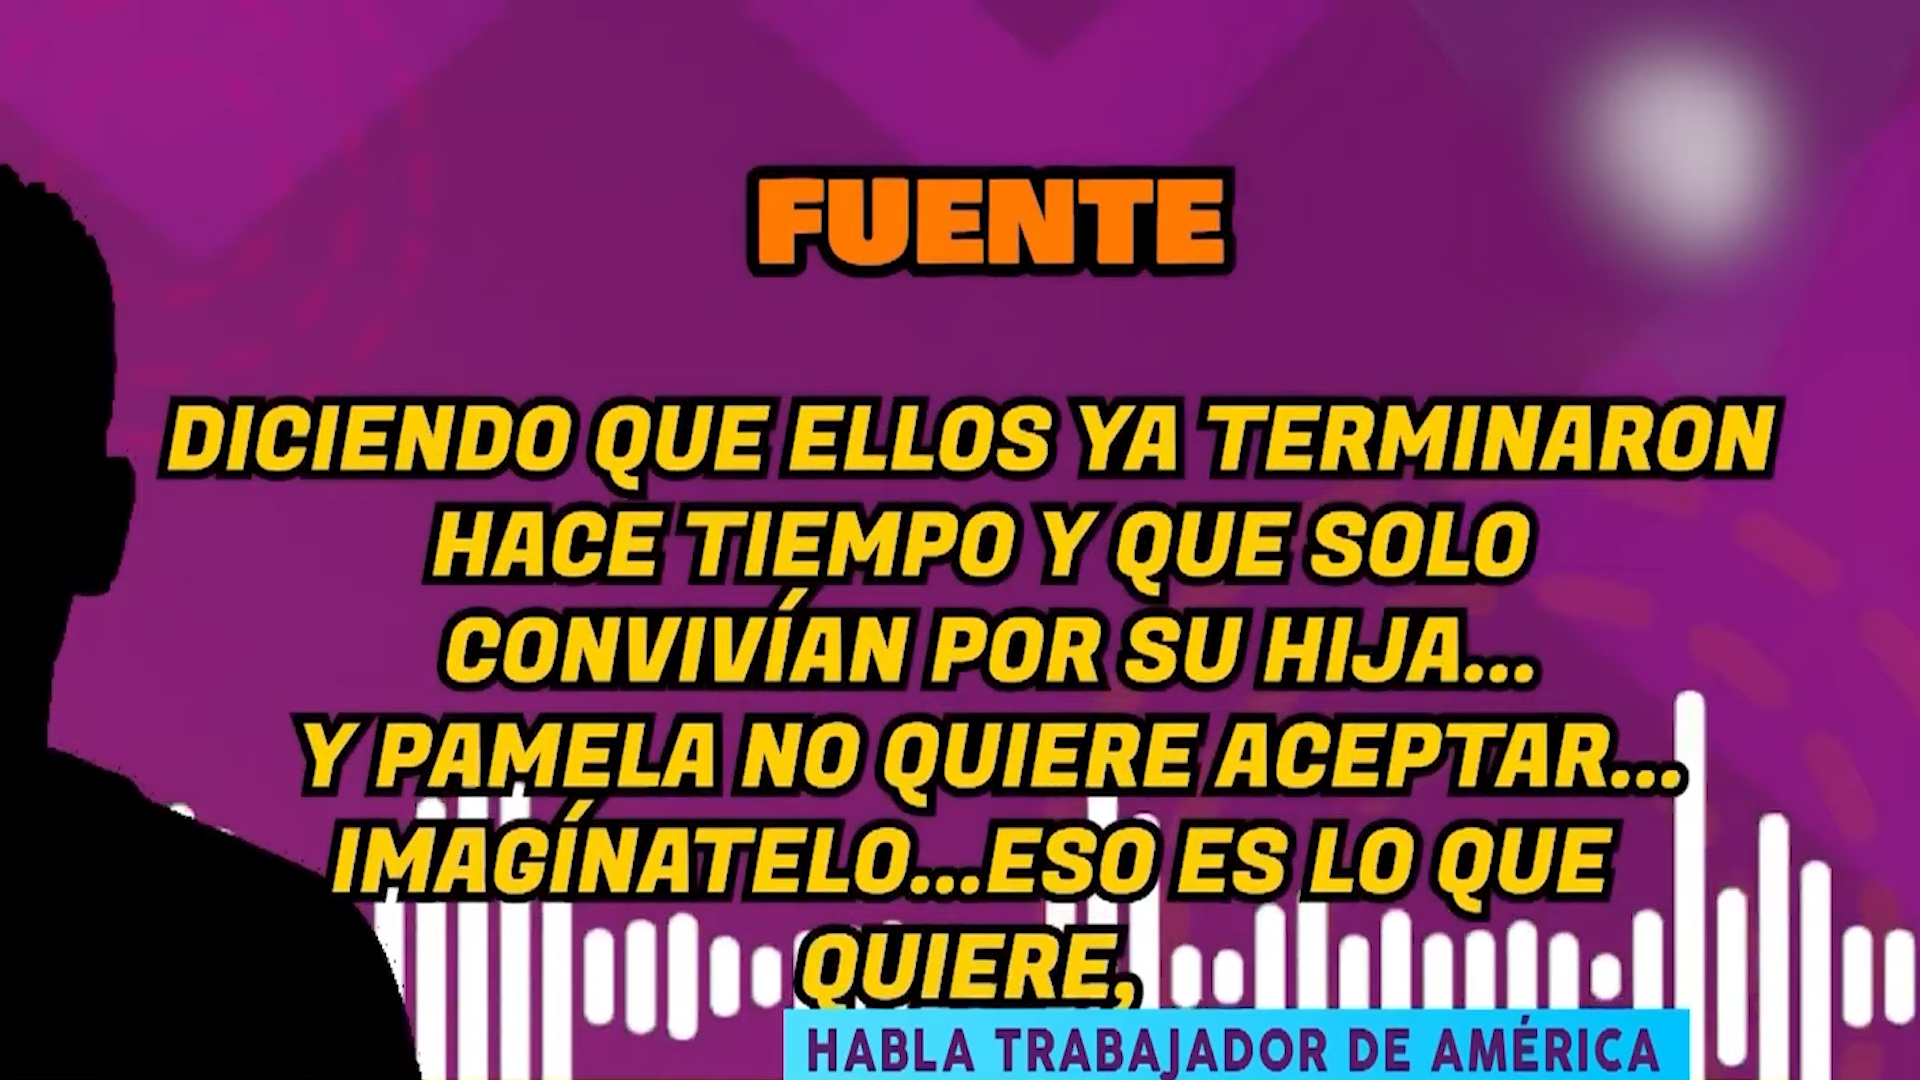 FUENTE
DICIENDO QUE ELLOS YA TERMINARON
HACE TIEMPO Y QUE SOLO
CONVIVÍAN POR SU HIJA...
Y PAMELA NO QUIERE ACEPTAR...
IMAGÍNATELO...ESO ES LO QUE
QUIERE,
HABLA TRABAJADOR DE AMÉRICA